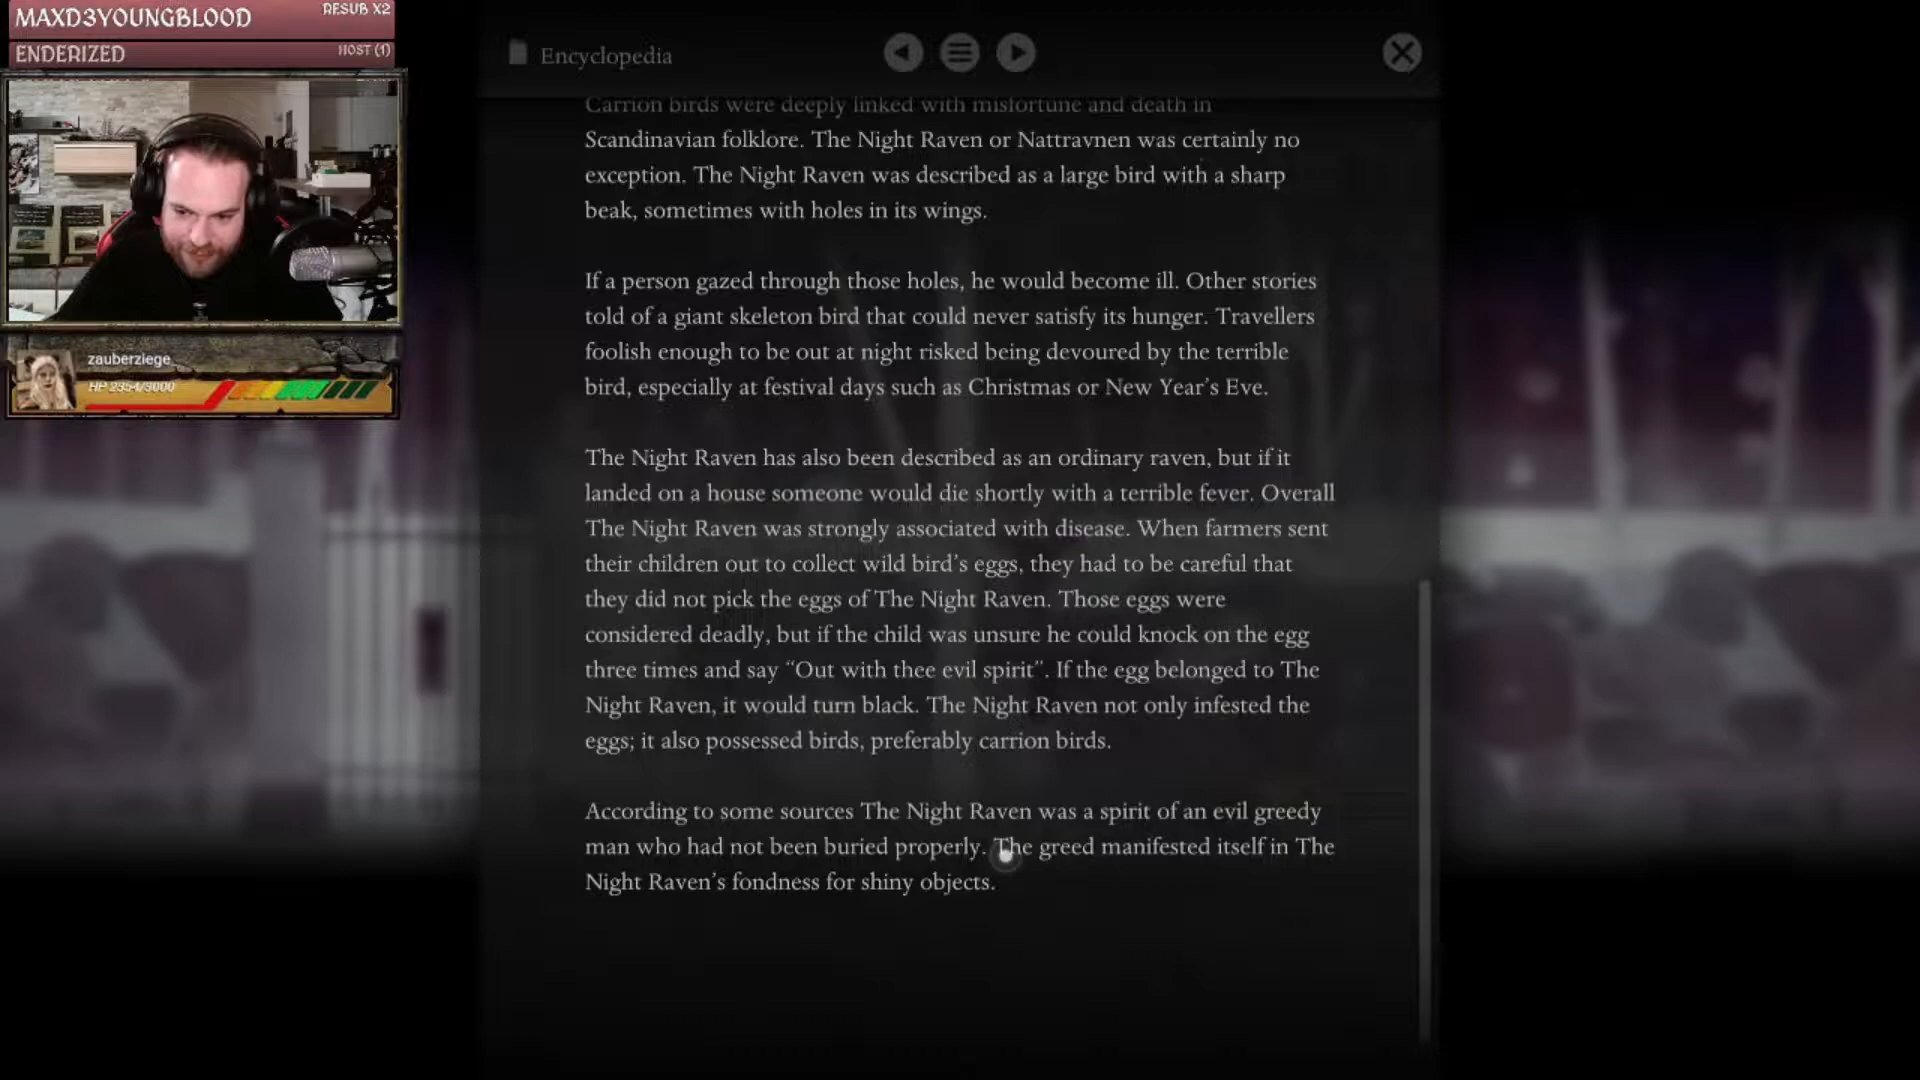 MAXD3YOUNGBLOOD
RESUB X2
ENDERIZED
HOST (1)
zauberziege_
HP 2354/3000
Encyclopedia
Carrion birds were deeply linked with misfortune and death in
Scandinavian folklore. The Night Raven or Nattravnen was certainly no
exception. The Night Raven was described as a large bird with a sharp
beak, sometimes with holes in its wings.
If a person gazed through those holes, he would become ill. Other stories
told of a giant skeleton bird that could never satisfy its hunger. Travellers
foolish enough to be out at night risked being devoured by the terrible
bird, especially at festival days such as Christmas or New Year’s Eve.
The Night Raven has also been described as an ordinary raven, but if it
landed on a house someone would die shortly with a terrible fever. Overall
The Night Raven was strongly associated with disease. When farmers sent
their children out to collect wild bird’s eggs, they had to be careful that
they did not pick the eggs of The Night Raven. Those eggs were
considered deadly, but if the child was unsure he could knock on the egg
three times and say “Out with thee evil spirit”. If the egg belonged to The
Night Raven, it would turn black. The Night Raven not only infested the
eggs; it also possessed birds, preferably carrion birds.
According to some sources The Night Raven was a spirit of an evil greedy
man who had not been buried properly. The greed manifested itself in The
Night Raven’s fondness for shiny objects.